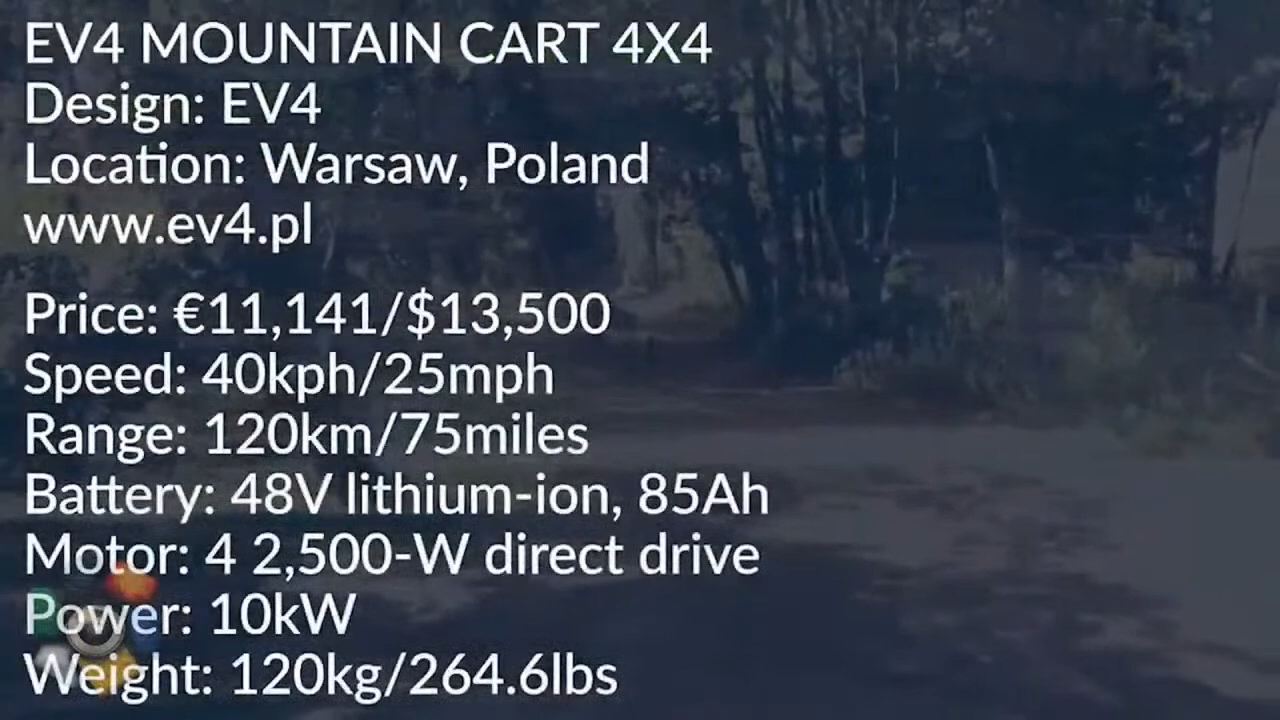 EV4 MOUNTAIN CART 4X4
Design: EV4
Location: Warsaw, Poland
www.ev4.pl
Price: €11,141/$13,500
Speed: 40kph/25mph
Range: 120km/75miles
Battery: 48V lithium-ion, 85Ah
Motor: 4 2,500-W direct drive
Power: 10kW
Weight: 120kg/264.6lbs